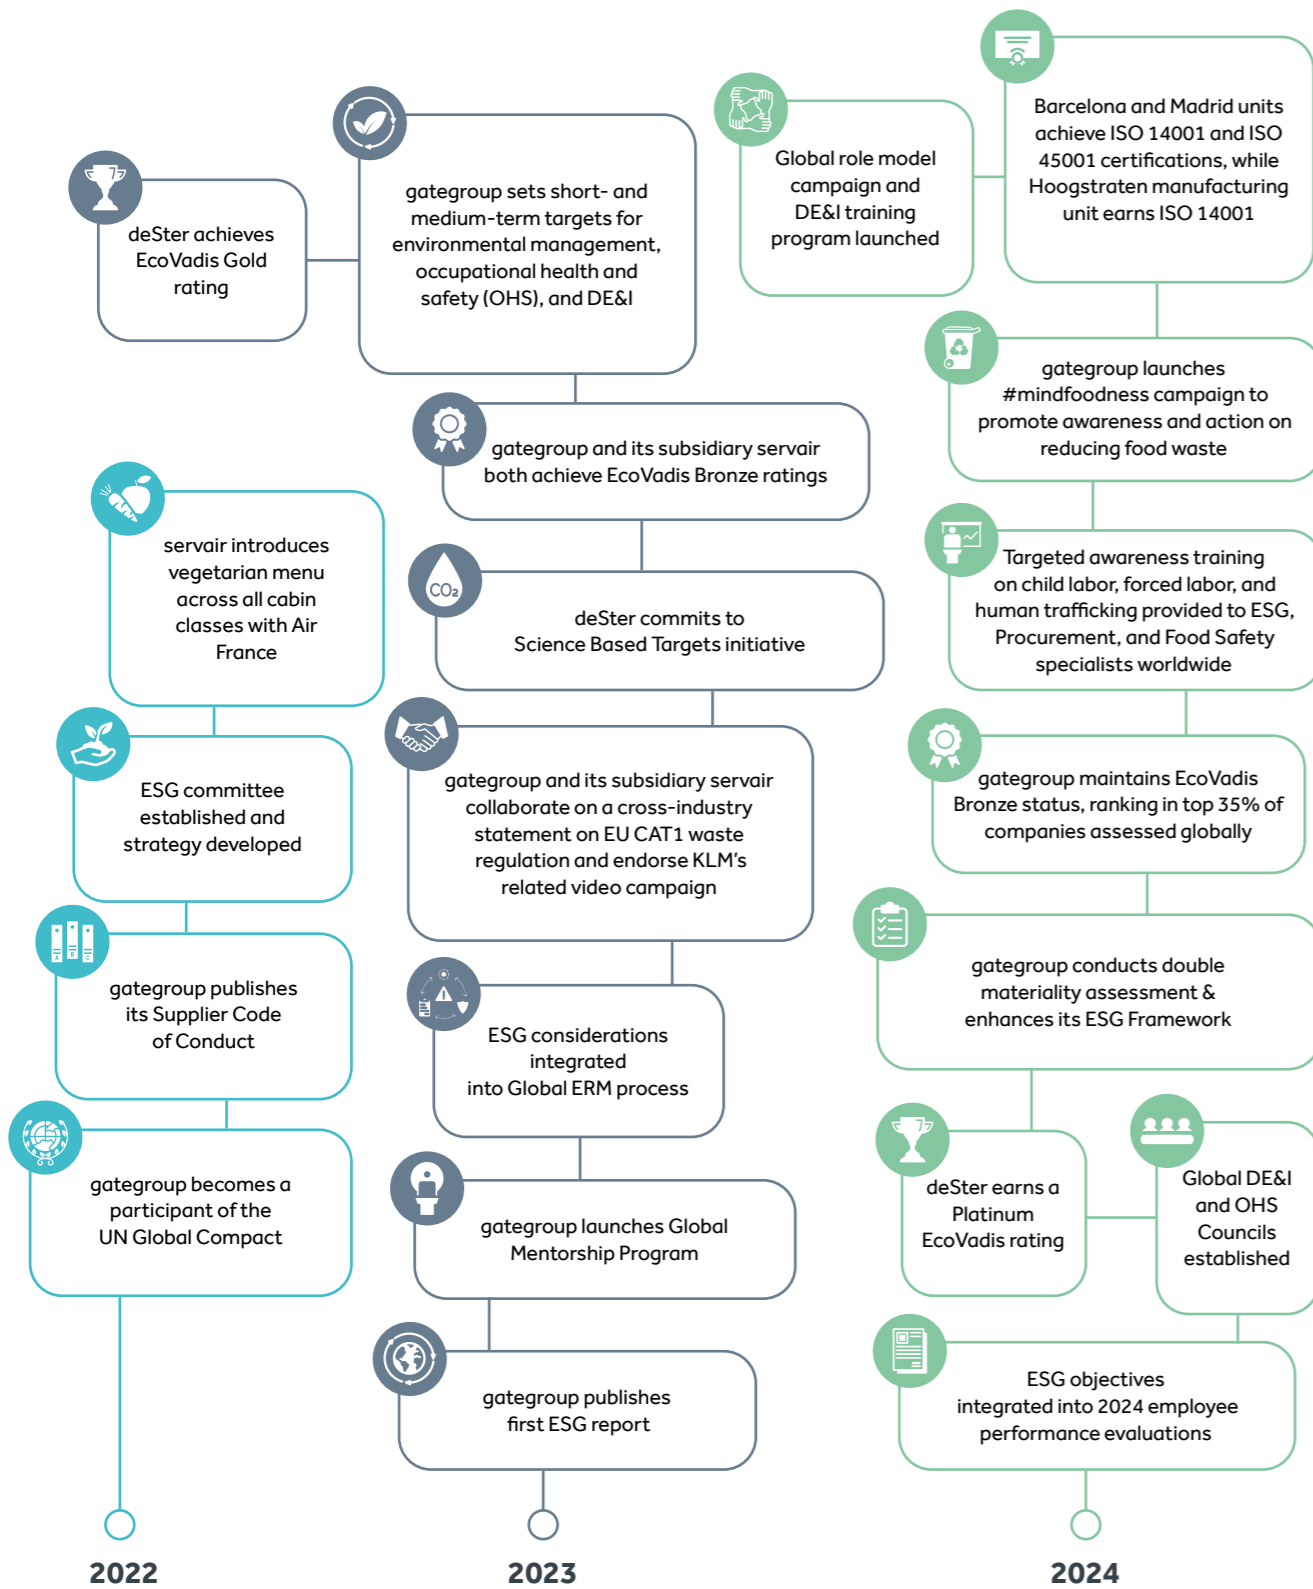 deSter achieves
EcoVadis Gold
rating
gategroup sets short- and
medium-term targets for
environmental management,
occupational health and
safety (OHS), and DE&I
gategroup and its subsidiary servair
both achieve EcoVadis Bronze ratings
CO₂
deSter commits to
Science Based Targets initiative
gategroup and its subsidiary servair
collaborate on a cross-industry
statement on EU CAT1 waste
regulation and endorse KLM's
related video campaign
ESG considerations
integrated
into Global ERM process
gategroup launches Global
Mentorship Program
gategroup publishes
first ESG report
2023
servair introduces
vegetarian menu
across all cabin
classes with Air
France
ESG committee
established and
strategy developed
A B C
gategroup publishes
its Supplier Code
of Conduct
gategroup becomes a
participant of the
UN Global Compact
2022
Global role model
campaign and
DE&I training
program launched
Barcelona and Madrid units
achieve ISO 14001 and ISO
45001 certifications, while
Hoogstraten manufacturing
unit earns ISO 14001
gategroup launches
#mindfoodness campaign to
promote awareness and action on
reducing food waste
Targeted awareness training
on child labor, forced labor, and
human trafficking provided to ESG,
Procurement, and Food Safety
specialists worldwide
gategroup maintains EcoVadis
Bronze status, ranking in top 35% of
companies assessed globally
gategroup conducts double
materiality assessment &
enhances its ESG Framework
deSter earns a
Platinum
EcoVadis rating
Global DE&I
and OHS
Councils
established
ESG objectives
integrated into 2024 employee
performance evaluations
2024